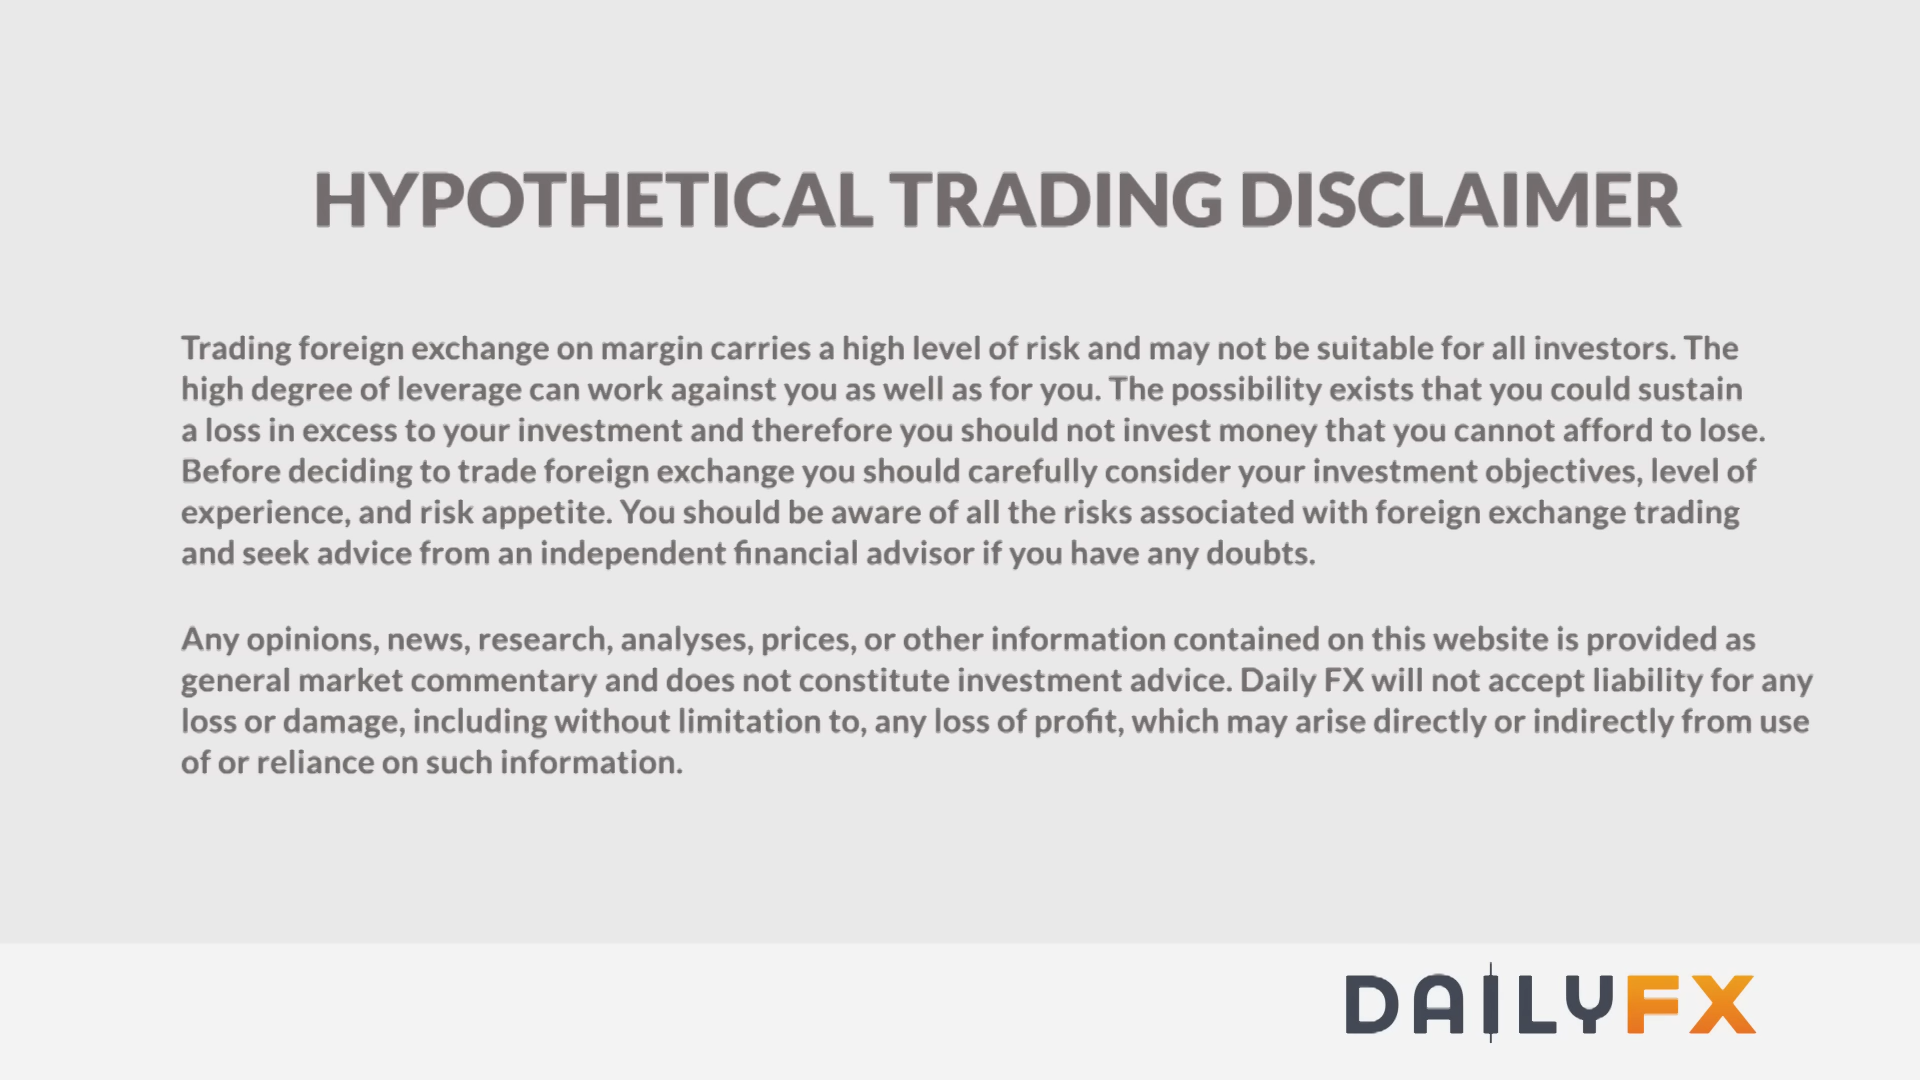 HYPOTHETICAL TRADING DISCLAIMER
Trading foreign exchange on margin carries a high level of risk and may not be suitable for all investors. The
high degree of leverage can work against you as well as for you. The possibility exists that you could sustain
a loss in excess to your investment and therefore you should not invest money that you cannot afford to lose.
Before deciding to trade foreign exchange you should carefully consider your investment objectives, level of
experience, and risk appetite. You should be aware of all the risks associated with foreign exchange trading
and seek advice from an independent financial advisor if you have any doubts.
Any opinions, news, research, analyses, prices, or other information contained on this website is provided as
general market commentary and does not constitute investment advice. Daily FX will not accept liability for any
loss or damage, including without limitation to, any loss of profit, which may arise directly or indirectly from use
of or reliance on such information.
DAILYFX